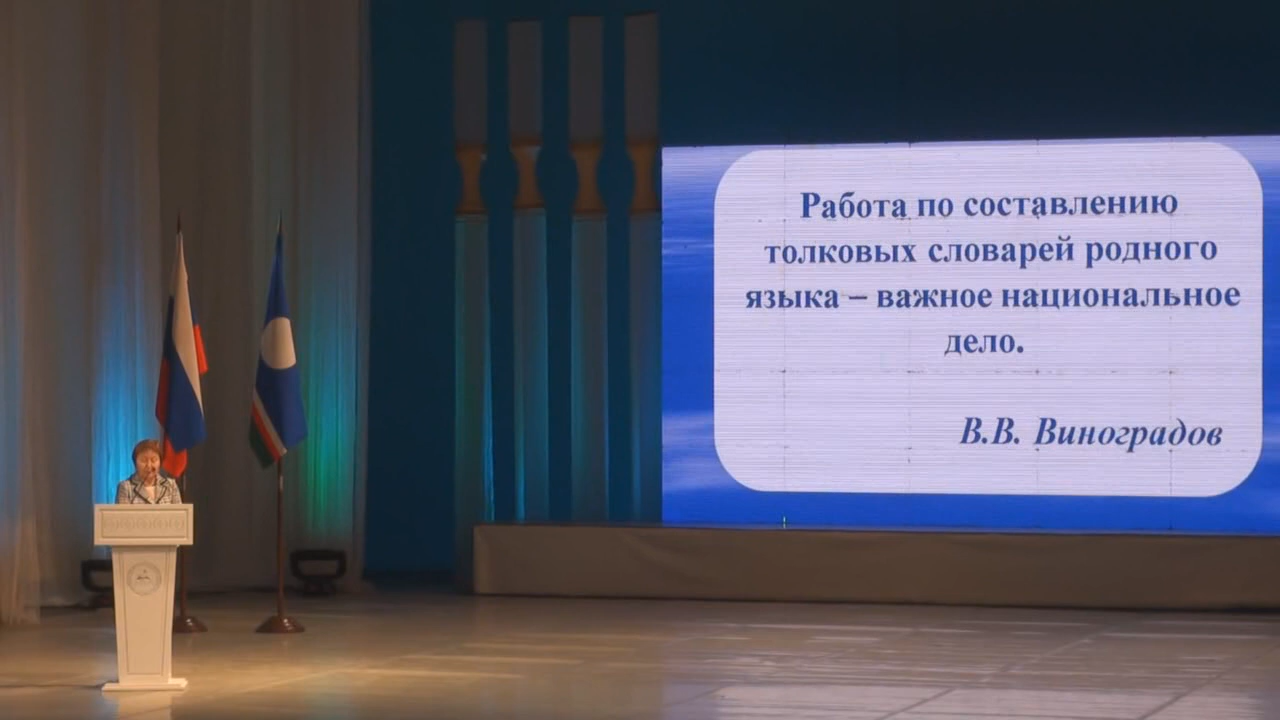 Работа по составлению
толковых словарей родного
языка – важное национальное
дело.
В.В. Виноградов